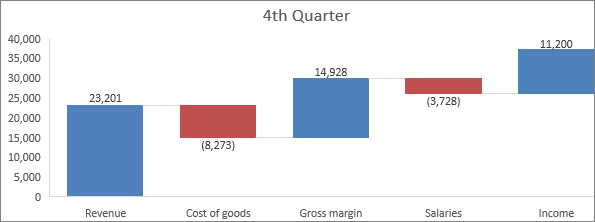 4th Quarter
40,000
35,000
30,000
25,000
20,000
15,000
10,000
5,000
0
23,201
(8,273)
14,928
(3,728)
11,200
Revenue
Cost of goods
Gross margin
Salaries
Income